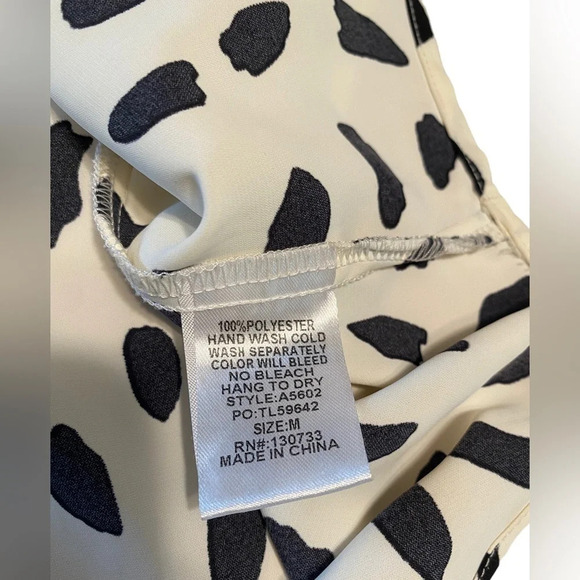 100%POLYESTER
HAND WASH COLD
WASH SEPARATELY
COLOR WILL BLEED
NO BLEACH
HANG TO DRY
STYLE:A5602
PO:TL59642
SIZE:M
RN#:130733
MADE IN CHINA